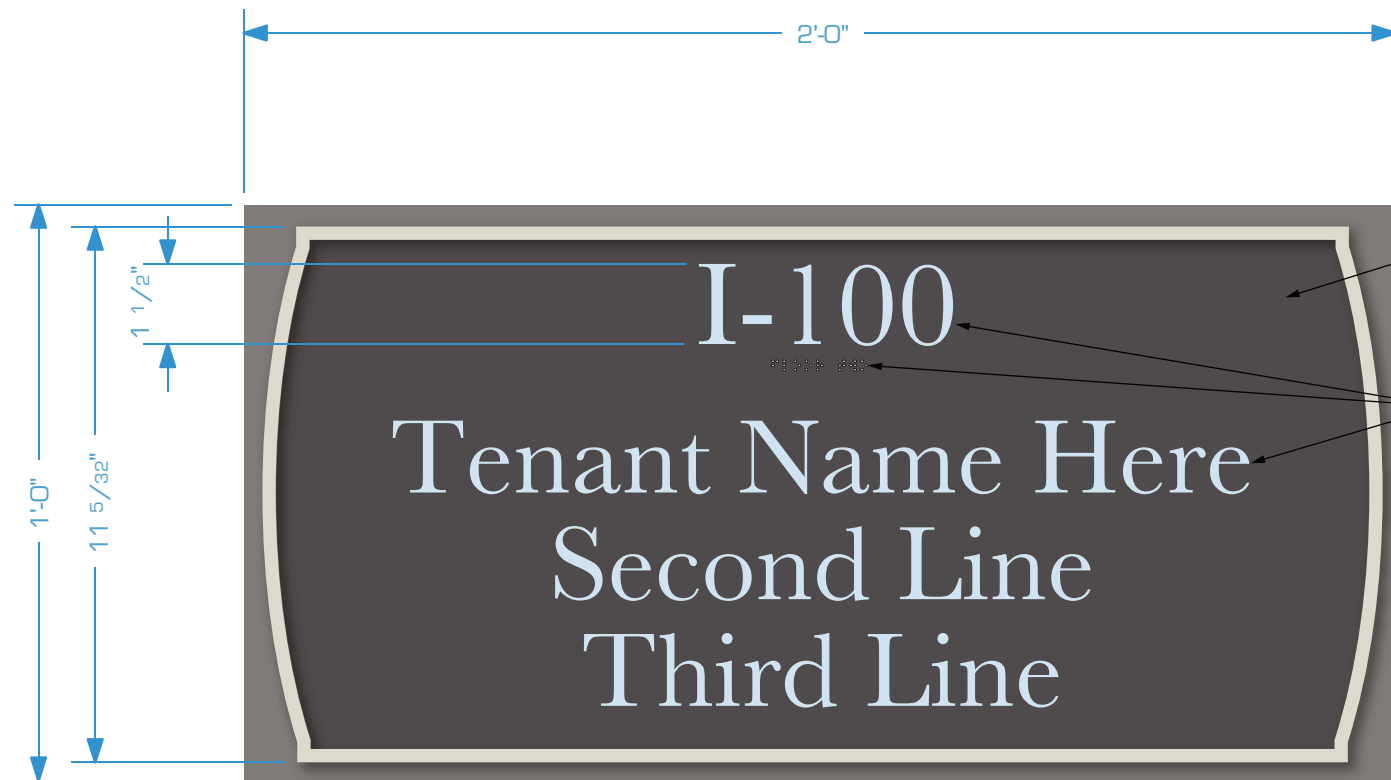 2'-0"
1 1/2"
1'-0"
11 5/32"
I-100
Tenant Name Here
Second Line
Third Line